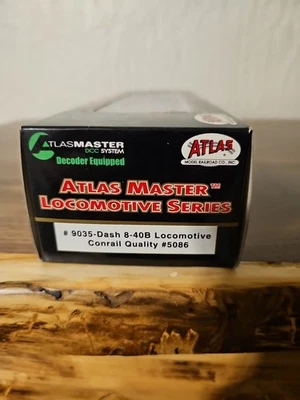 ATLASMASTER
DCC SYSTEM
Decoder Equipped
ATLAS
MODEL RAILROAD CO., INC
ATLAS MASTER™
LOCOMOTIVE SERIES
# 9035-Dash 8-40B Locomotive
Conrail Quality #5086